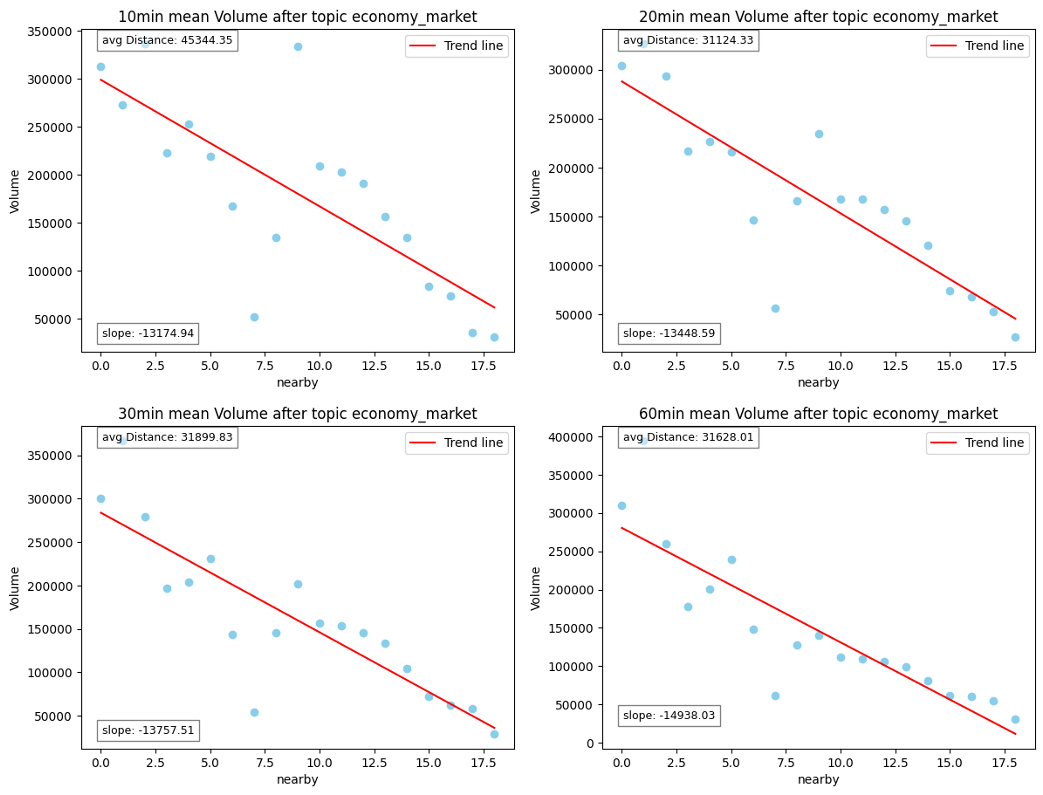 10min mean Volume after topic economy_market
avg Distance: 45344.35
Trend line
350000
300000
250000
200000
150000
100000
50000
Volume
slope: -13174.94
0.0 2.5 5.0 7.5 10.0 12.5 15.0 17.5
nearby
20min mean Volume after topic economy_market
avg Distance: 31124.33
Trend line
300000
250000
200000
150000
100000
50000
Volume
slope: -13448.59
0.0 2.5 5.0 7.5 10.0 12.5 15.0 17.5
nearby
30min mean Volume after topic economy_market
avg Distance: 31899.83
Trend line
350000
300000
250000
200000
150000
100000
50000
Volume
slope: -13757.51
0.0 2.5 5.0 7.5 10.0 12.5 15.0 17.5
nearby
60min mean Volume after topic economy_market
avg Distance: 31628.01
Trend line
400000
350000
300000
250000
200000
150000
100000
50000
0
Volume
slope: -14938.03
0.0 2.5 5.0 7.5 10.0 12.5 15.0 17.5
nearby